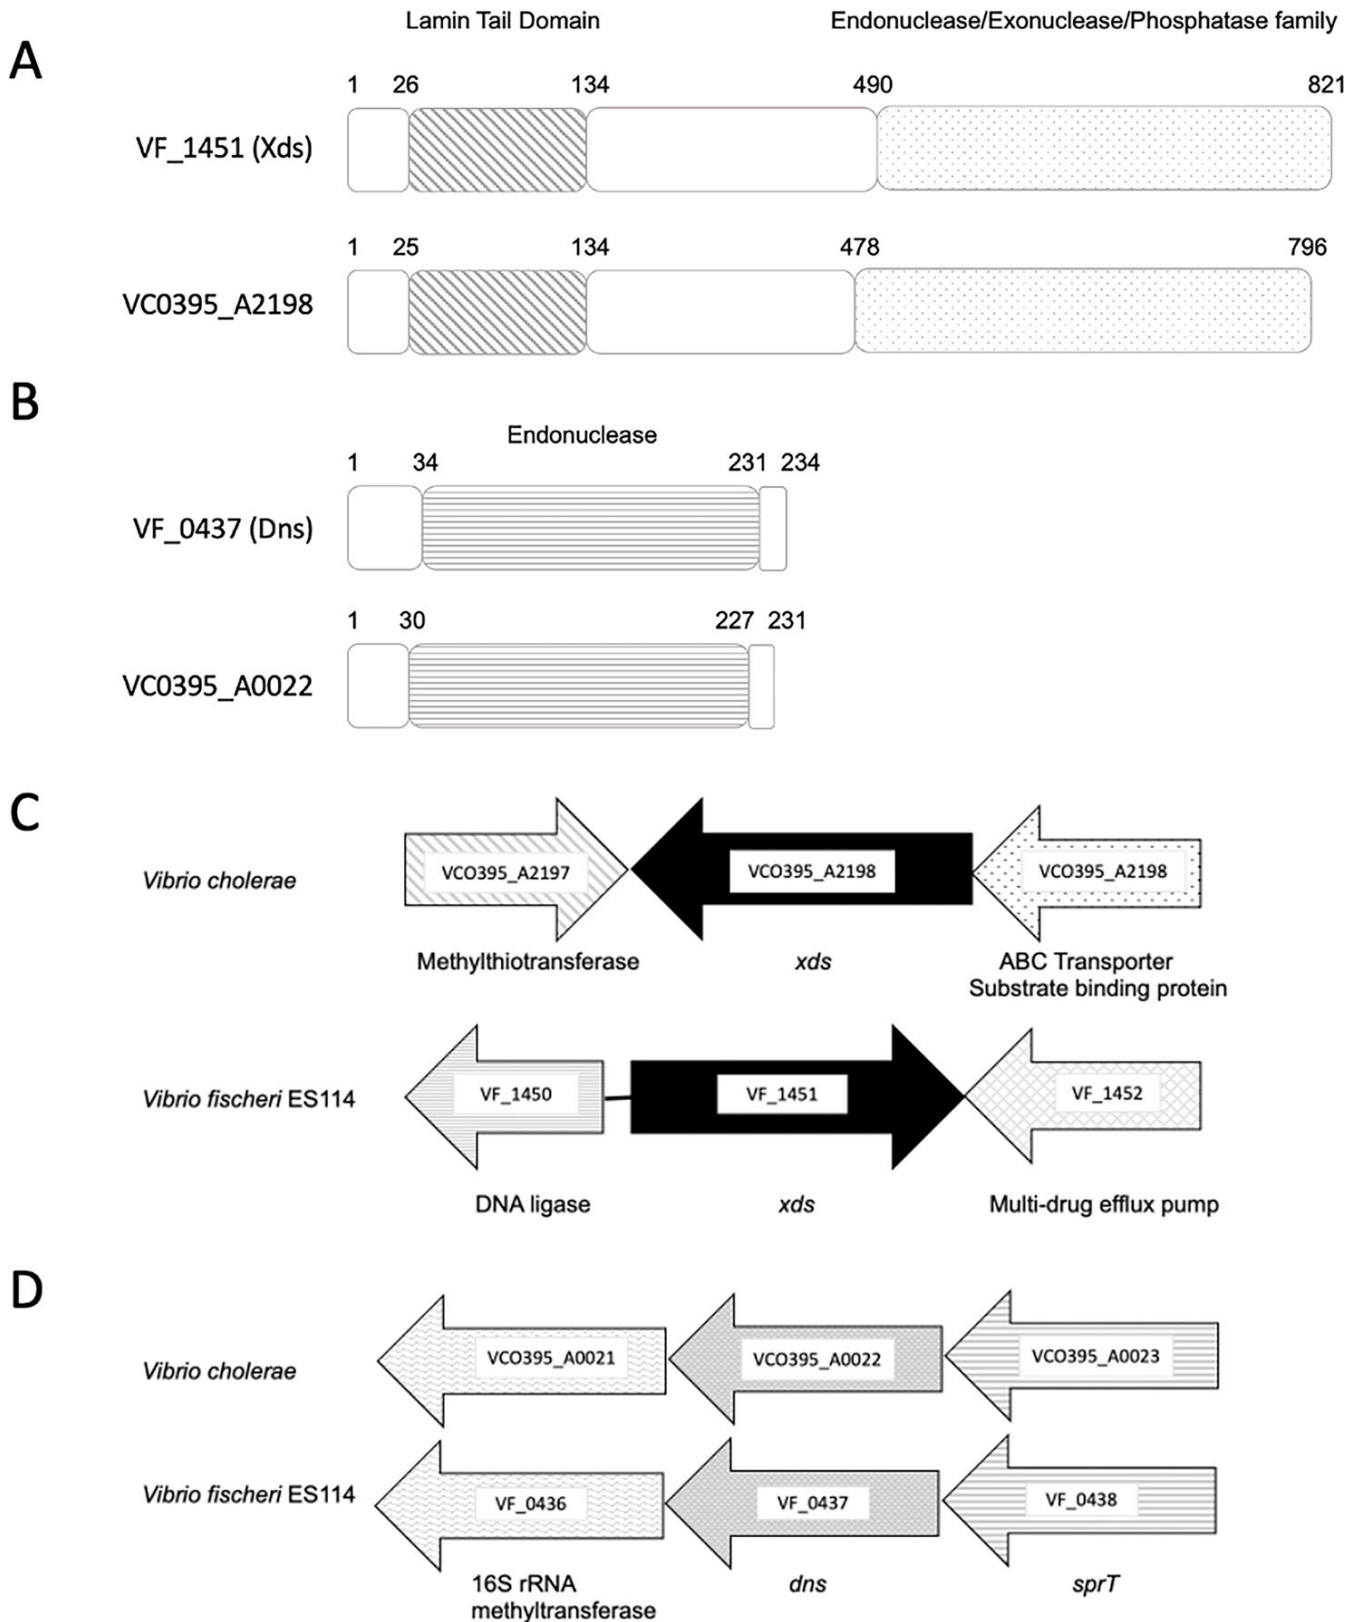 A
Lamin Tail Domain
Endonuclease/Exonuclease/Phosphatase family
1 26 134 490 821
VF_1451 (Xds)
1 25 134 478 796
VC0395_A2198
B
Endonuclease
1 34 231 234
VF_0437 (Dns)
1 30 227 231
VC0395_A0022
C
Vibrio cholerae
VCO395_A2197
VCO395_A2198
VCO395_A2198
Methylthiotransferase
xds
ABC Transporter
Substrate binding protein
Vibrio fischeri ES114
VF_1450
VF_1451
VF_1452
DNA ligase
xds
Multi-drug efflux pump
D
Vibrio cholerae
VCO395_A0021
VCO395_A0022
VCO395_A0023
Vibrio fischeri ES114
VF_0436
VF_0437
VF_0438
16S rRNA
methyltransferase
dns
sprT